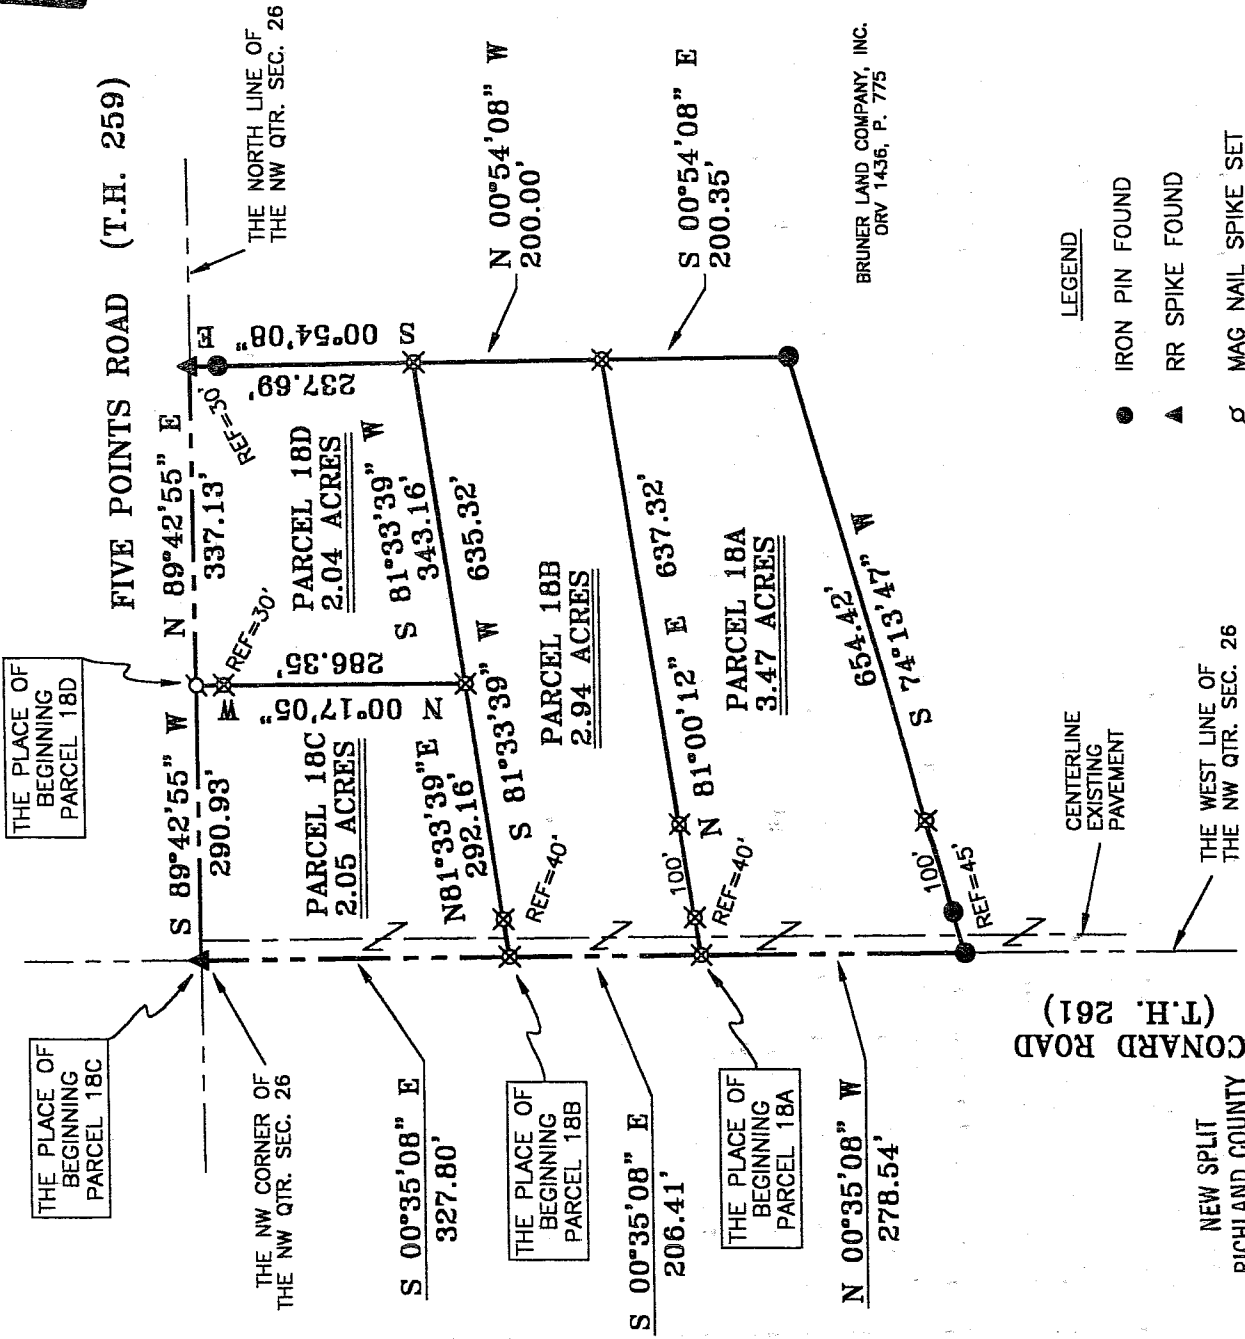 FIVE POINTS ROAD (T.H. 259)
THE NORTH LINE OF
THE NW QTR. SEC. 26
THE PLACE OF
BEGINNING
PARCEL 18D
THE PLACE OF
BEGINNING
PARCEL 18C
THE NW CORNER OF
THE NW QTR. SEC. 26
S 89°42'55" W
290.93'
N 89°42'55" E
337.13'
REF=30'
REF=30'
S 00°54'08" E
237.69'
PARCEL 18D
2.04 ACRES
N 00°17'05" W
286.35'
PARCEL 18C
2.05 ACRES
S 81°33'39" W
343.16'
635.32'
N81°33'39"E
292.16'
S 81°33'39" W
REF=40'
N 00°54'08" W
200.00'
S 00°54'08" E
200.35'
PARCEL 18B
2.94 ACRES
637.32'
N 81°00'12" E
100'
REF=40'
PARCEL 18A
3.47 ACRES
654.42'
S 74°13'47" W
100'
REF=45'
BRUNER LAND COMPANY, INC.
ORV 1436, P. 775
S 00°35'08" E
327.80'
THE PLACE OF
BEGINNING
PARCEL 18B
S 00°35'08" E
206.41'
THE PLACE OF
BEGINNING
PARCEL 18A
N 00°35'08" W
278.54'
CENTERLINE
EXISTING
PAVEMENT
THE WEST LINE OF
THE NW QTR. SEC. 26
CONARD ROAD
(T.H. 261)
LEGEND
IRON PIN FOUND
RR SPIKE FOUND
MAG NAIL SPIKE SET
NEW SPLIT
RICHLAND COUNTY